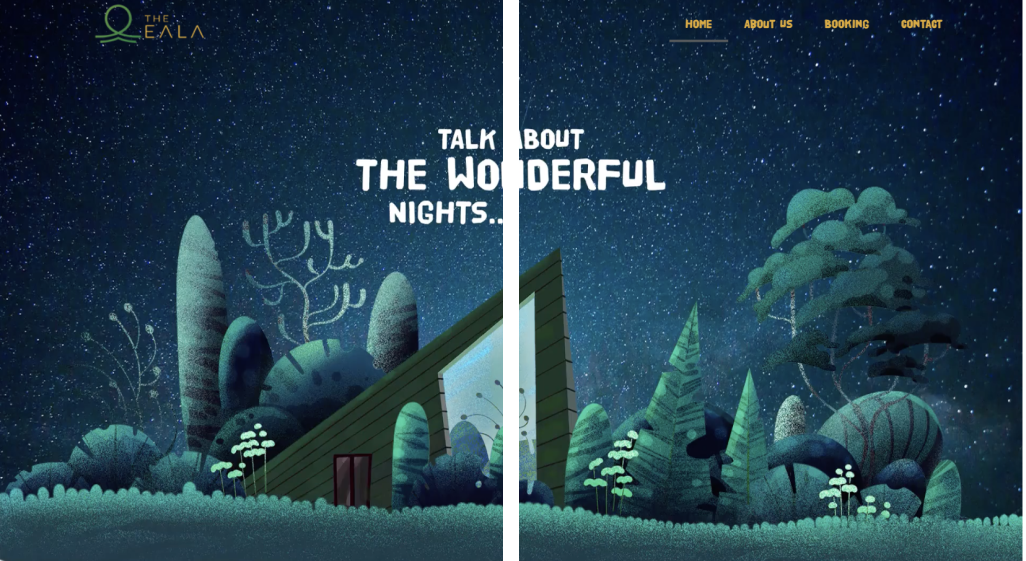 THE
EALA
HOME ABOUT US BOOKING CONTACT
TALK ABOUT
THE WONDERFUL
NIGHTS..